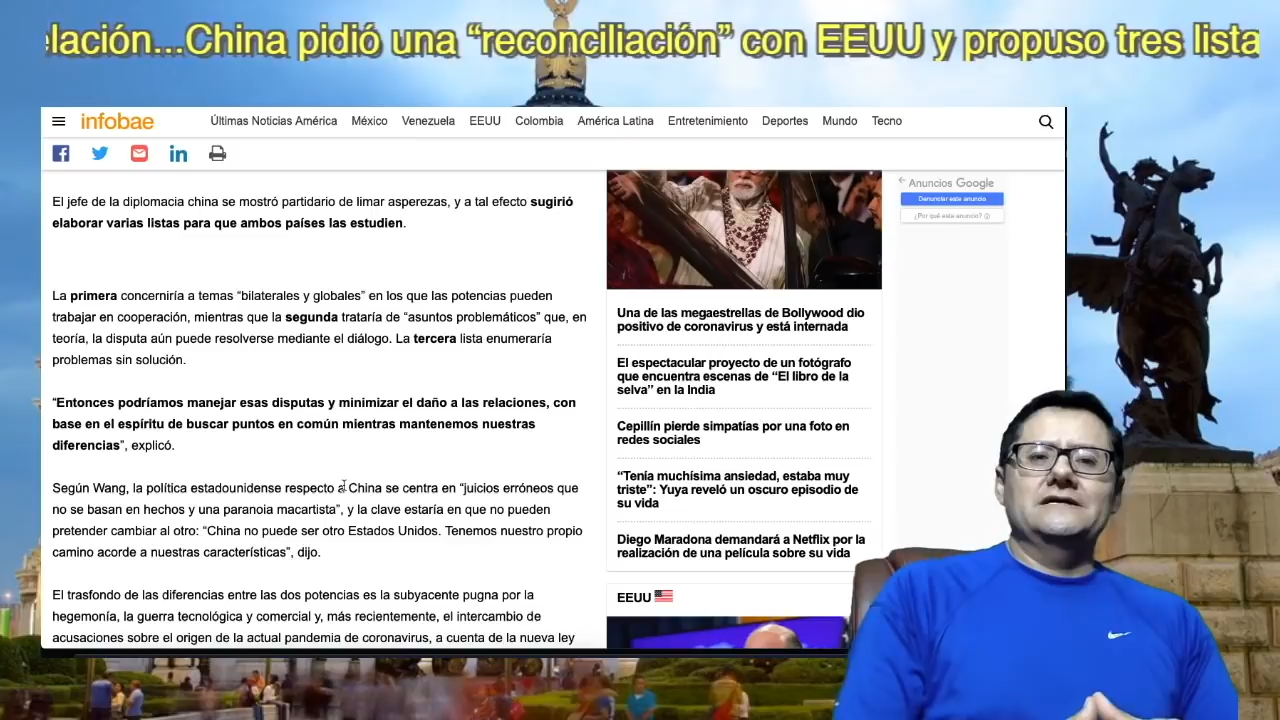 elación...China pidió una “reconciliación” con EEUU y propuso tres lista
infobae
Últimas Noticias América México Venezuela EEUU Colombia América Latina Entretenimiento Deportes Mundo Tecno
El jefe de la diplomacia china se mostró partidario de limar asperezas, y a tal efecto sugirió
elaborar varias listas para que ambos países las estudien.
La primera concerniría a temas “bilaterales y globales” en los que las potencias pueden
trabajar en cooperación, mientras que la segunda trataría de “asuntos problemáticos” que, en
teoría, la disputa aún puede resolverse mediante el diálogo. La tercera lista enumeraría
problemas sin solución.
“Entonces podríamos manejar esas disputas y minimizar el daño a las relaciones, con
base en el espíritu de buscar puntos en común mientras mantenemos nuestras
diferencias”, explicó.
Según Wang, la política estadounidense respecto a China se centra en “juicios erróneos que
no se basan en hechos y una paranoia macartista”, y la clave estaría en que no pueden
pretender cambiar al otro: “China no puede ser otro Estados Unidos. Tenemos nuestro propio
camino acorde a nuestras características”, dijo.
El trasfondo de las diferencias entre las dos potencias es la subyacente pugna por la
hegemonía, la guerra tecnológica y comercial y, más recientemente, el intercambio de
acusaciones sobre el origen de la actual pandemia de coronavirus, a cuenta de la nueva ley
Una de las megaestrellas de Bollywood dio
positivo de coronavirus y está internada
El espectacular proyecto de un fotógrafo
que encuentra escenas de “El libro de la
selva” en la India
Cepillín pierde simpatías por una foto en
redes sociales
“Tenía muchísima ansiedad, estaba muy
triste”: Yuya reveló un oscuro episodio de
su vida
Diego Maradona demandará a Netflix por la
realización de una película sobre su vida
EEUU
Anuncios Google
Denunciar este anuncio
¿Por qué este anuncio?